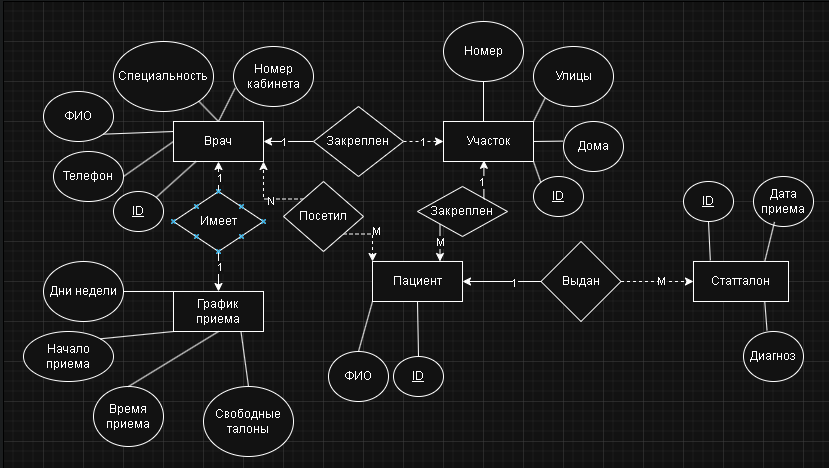 Номер
Специальность
Номер
кабинета
Улицы
ФИО
Врач
1
Закреплен
1
Участок
Дома
Телефон
1
1
ID
ID
Дата
приема
N
ID
Имеет
Посетил
Закреплен
M
M
1
Дни недели
Пациент
1
Выдан
M
Статталон
График
приема
Начало
приема
Диагноз
ФИО
ID
Время
приема
Свободные
талоны